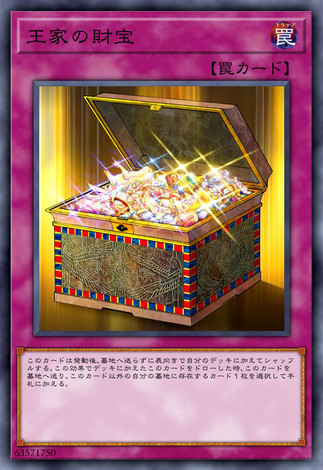 王家の財宝
トラップ
罠
【罠カード】
このカードは発動後、墓地へ送らずに表向きで自分のデッキに加えてシャッフ
ルする。この効果でデッキに加えたこのカードをドローした時、このカードを
墓地へ送り、このカード以外の自分の墓地に存在するカード1枚を選択して手
札に加える。
63571750